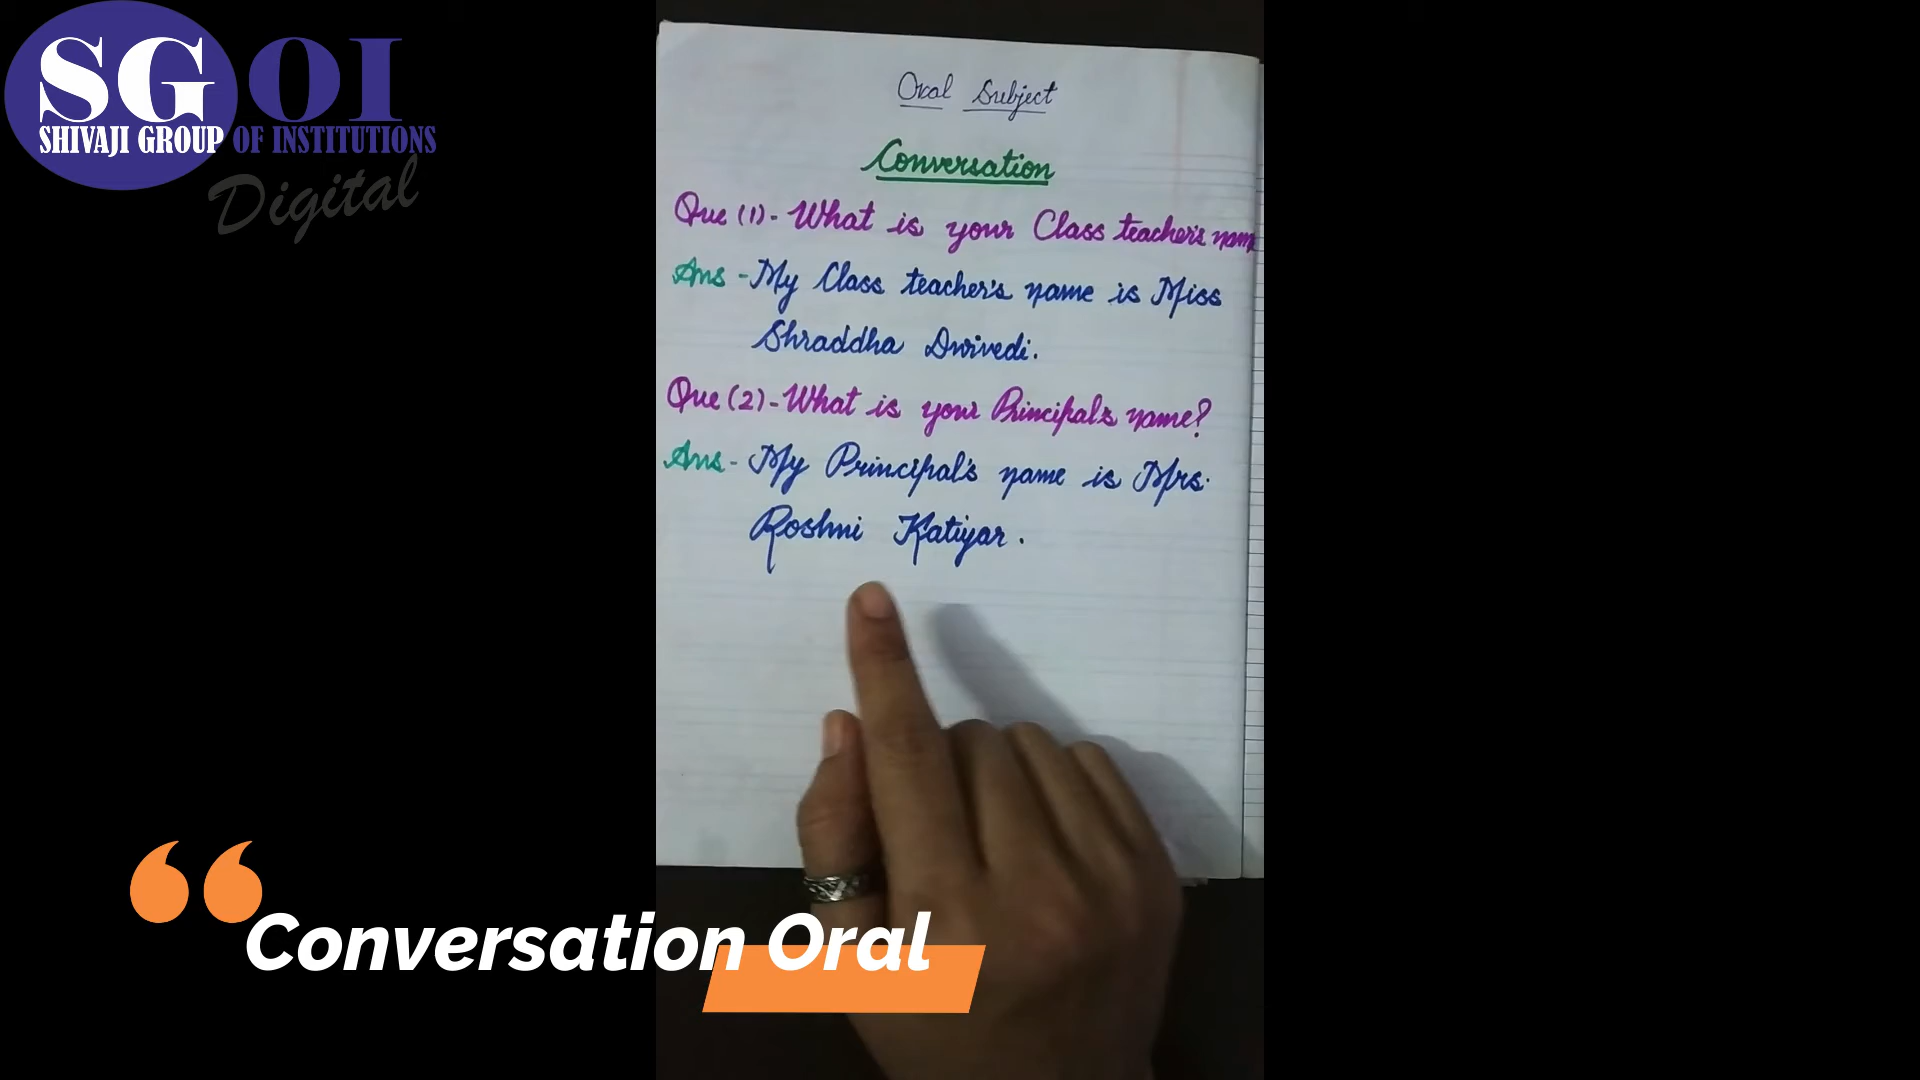 SGOI
SHIVAJI GROUP OF INSTITUTIONS
Digital
Oral Subject
Conversation
Que (1)- What is your Class teacher's name
Ans - My Class teacher's name is Miss
Shraddha Dwivedi.
Que (2)- What is your Principal's name?
Ans- My Principal's name is Mrs.
Roshni Katiyar.
Conversation Oral